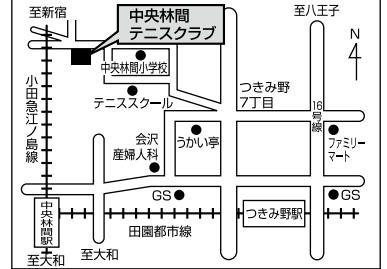 至新宿
中央林間
テニスクラブ
至八王子
N
中央林間小学校
テニススクール
つきみ野
7丁目
16号線
小田急江ノ島線
会沢
産婦人科
うかい亭
ファミリー
マート
GS
GS
中央林間駅
つきみ野駅
田園都市線
至大和
至大和